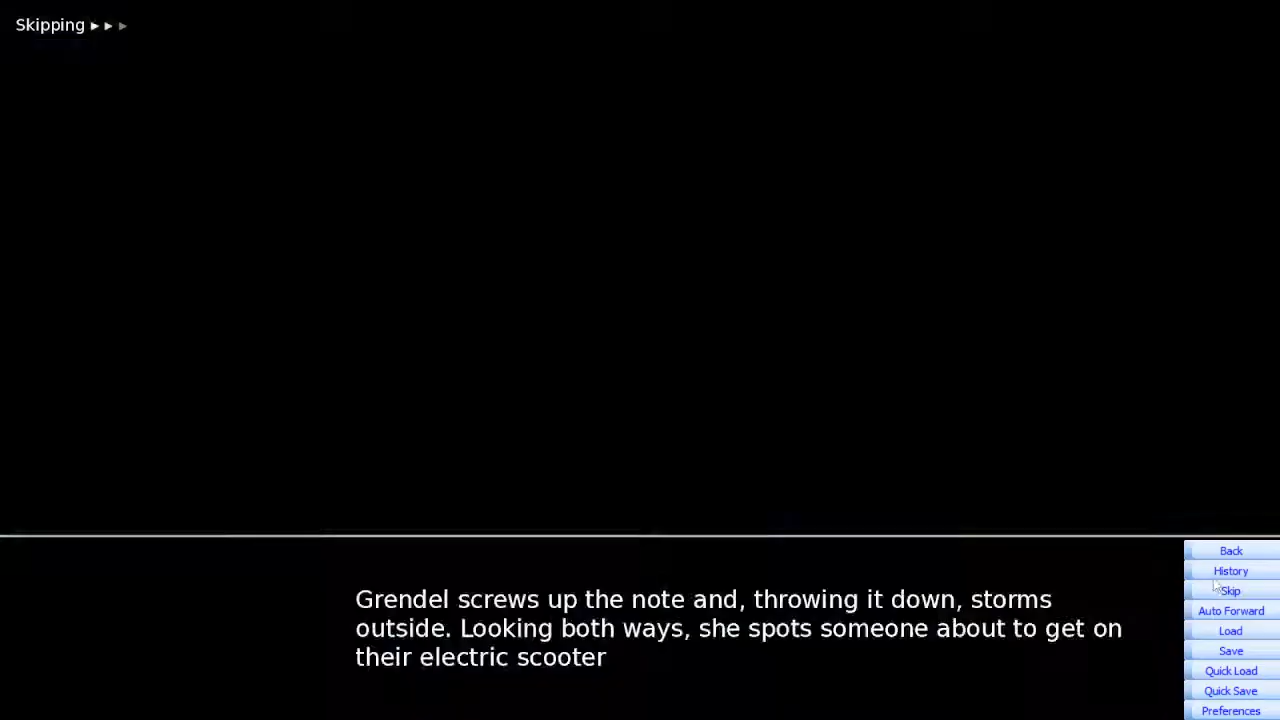 Skipping ▸▸▸
Grendel screws up the note and, throwing it down, storms
outside. Looking both ways, she spots someone about to get on
their electric scooter
Back
History
Skip
Auto Forward
Load
Save
Quick Load
Quick Save
Preferences